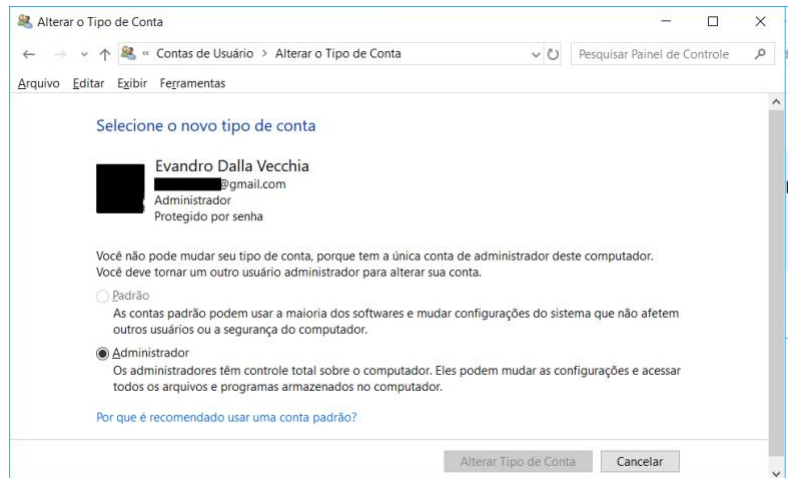 Alterar o Tipo de Conta
« Contas de Usuário > Alterar o Tipo de Conta
Pesquisar Painel de Controle
Arquivo Editar Exibir Ferramentas
Selecione o novo tipo de conta
Evandro Dalla Vecchia
@gmail.com
Administrador
Protegido por senha
Você não pode mudar seu tipo de conta, porque tem a única conta de administrador deste computador.
Você deve tornar um outro usuário administrador para alterar sua conta.
Padrão
As contas padrão podem usar a maioria dos softwares e mudar configurações do sistema que não afetem
outros usuários ou a segurança do computador.
Administrador
Os administradores têm controle total sobre o computador. Eles podem mudar as configurações e acessar
todos os arquivos e programas armazenados no computador.
Por que é recomendado usar uma conta padrão?
Alterar Tipo de Conta Cancelar